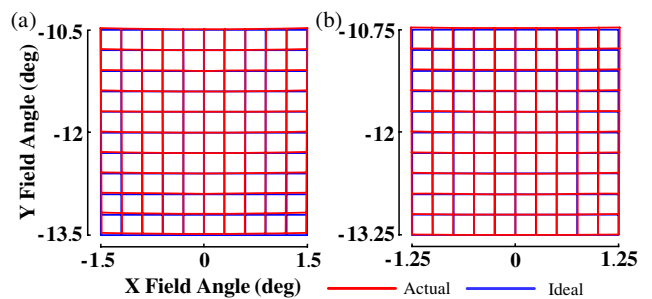 (a)
-10.5
-12
-13.5
-1.5
0
1.5
Y Field Angle (deg)
X Field Angle (deg)
(b)
-10.75
-12
-13.25
-1.25
0
1.25
Actual
Ideal